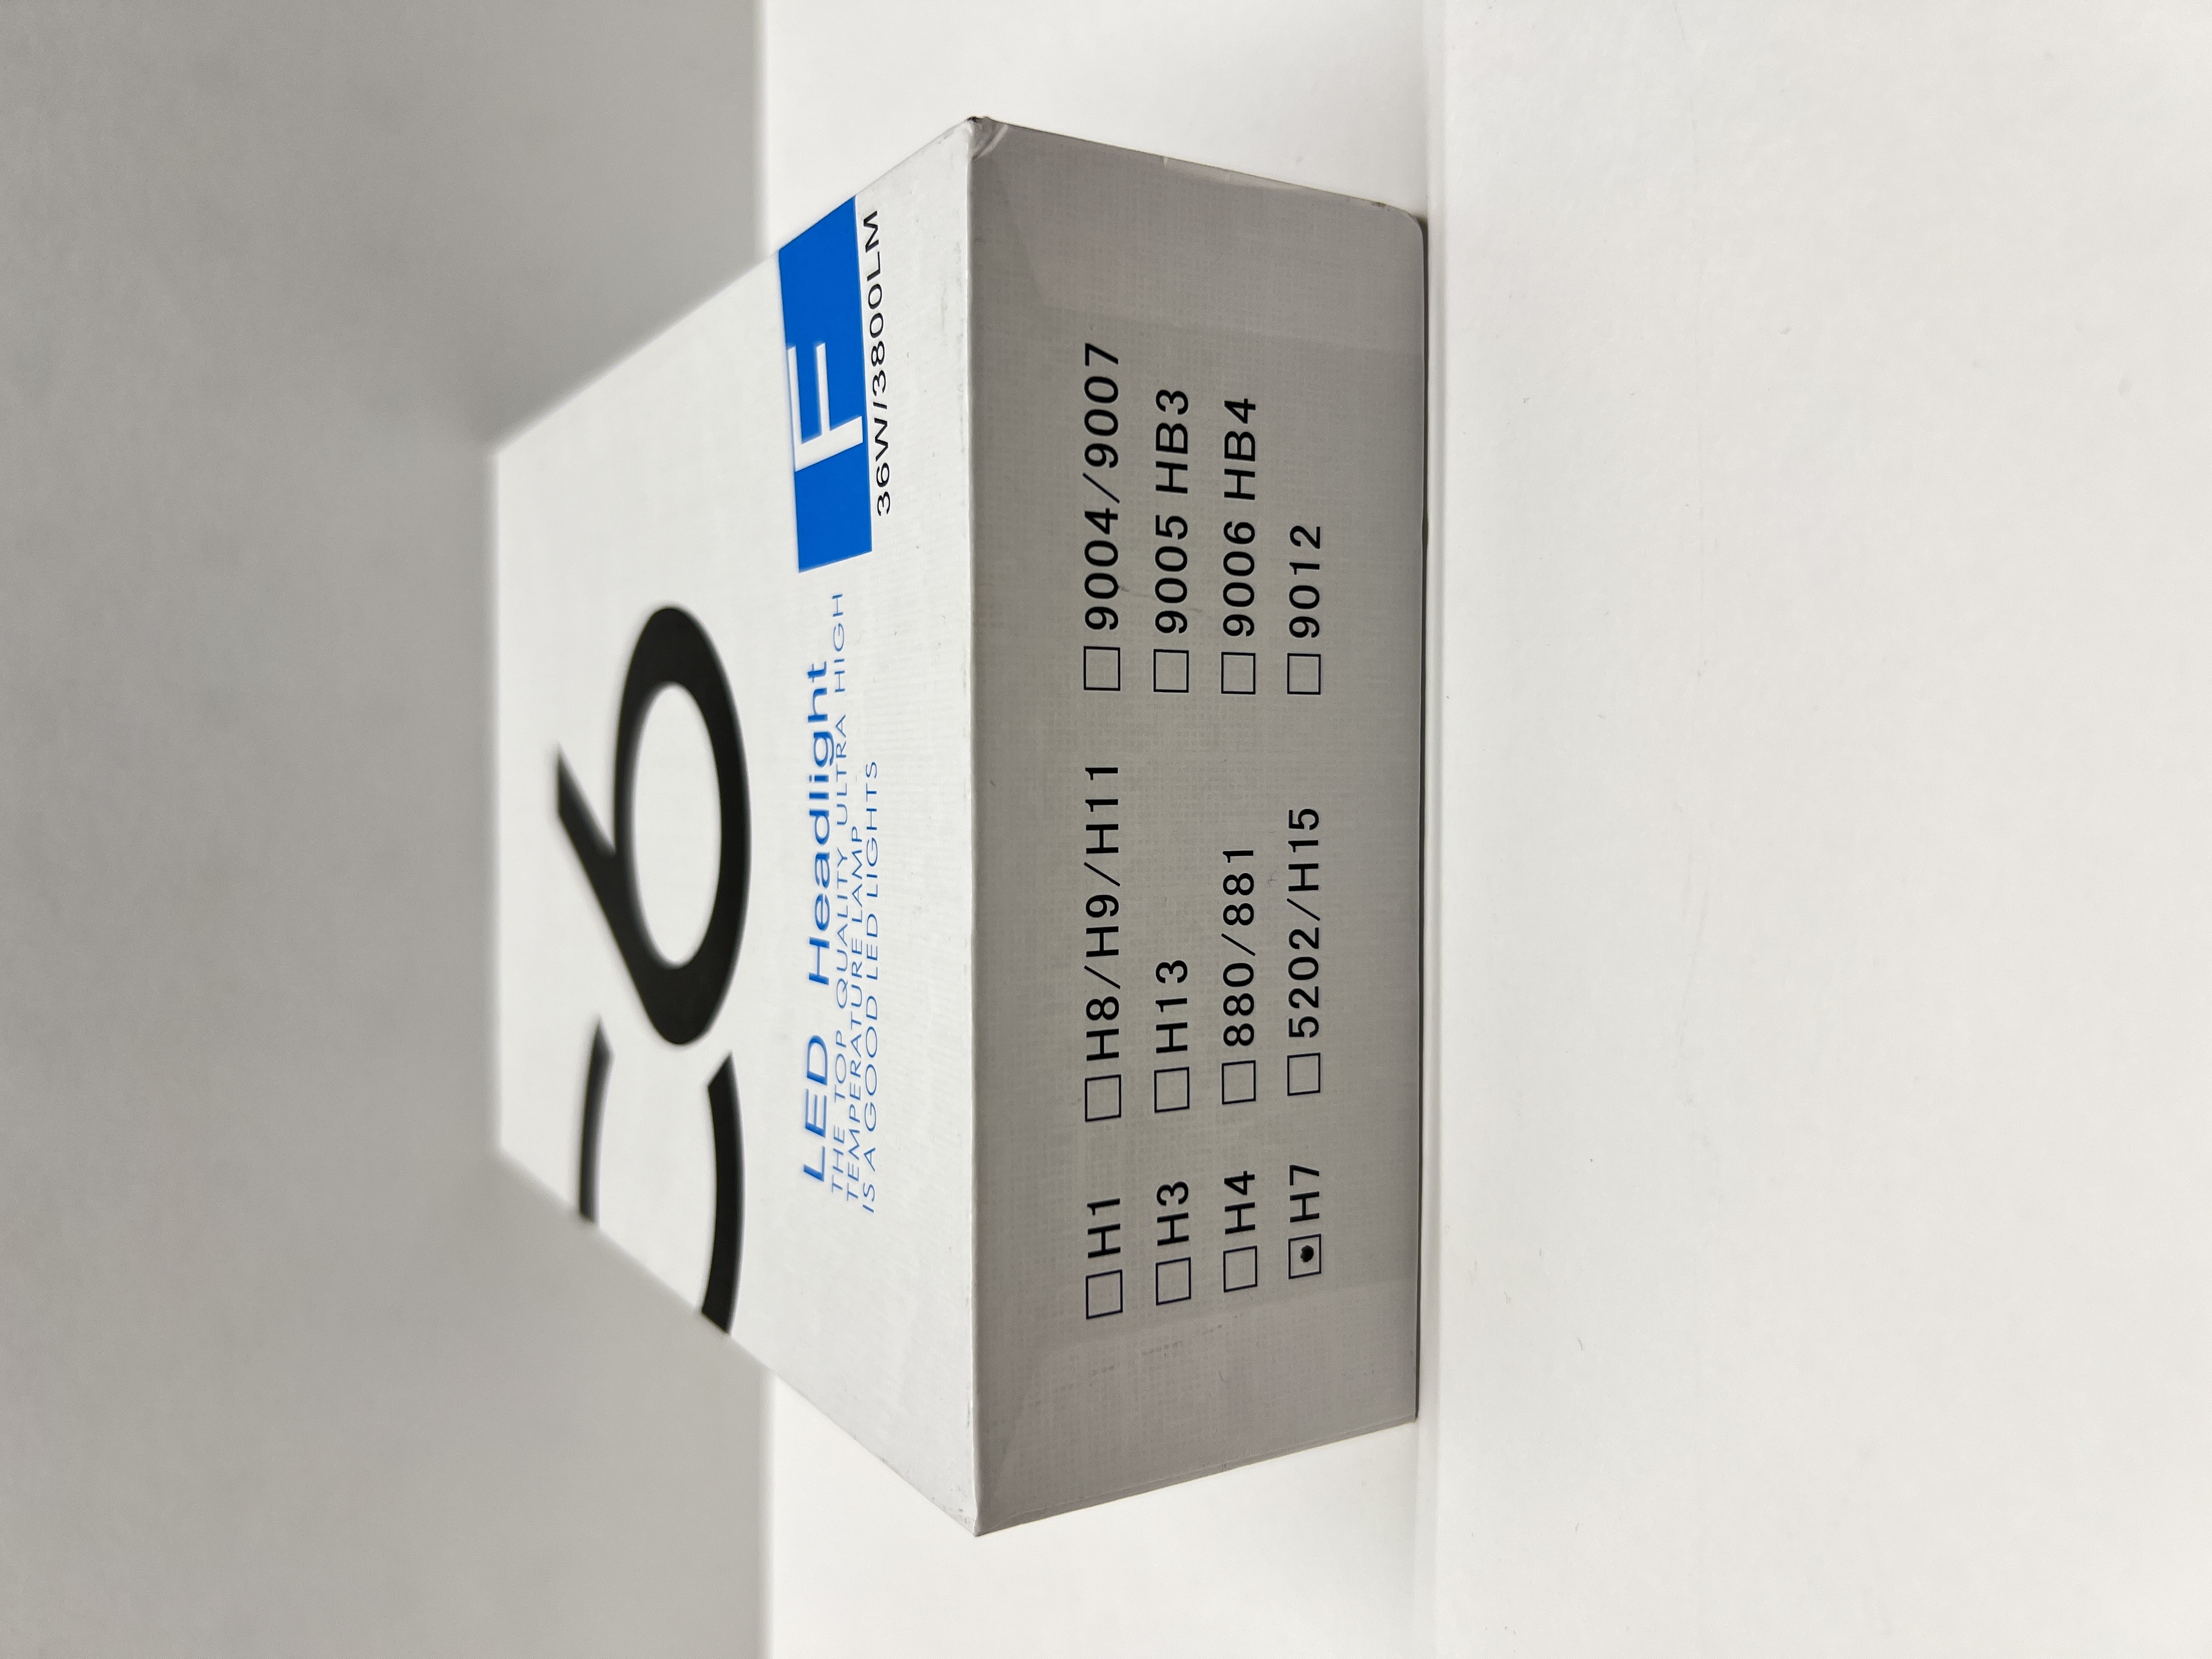 C6
LED Headlight
THE TOP QUALITY ULTRA HIGH
TEMPERATURE LAMP
IS A GOOD LED LIGHTS
F
36W/3800LM
H1 H8/H9/H11 9004/9007
H3 H13 9005 HB3
H4 880/881 9006 HB4
H7 5202/H15 9012